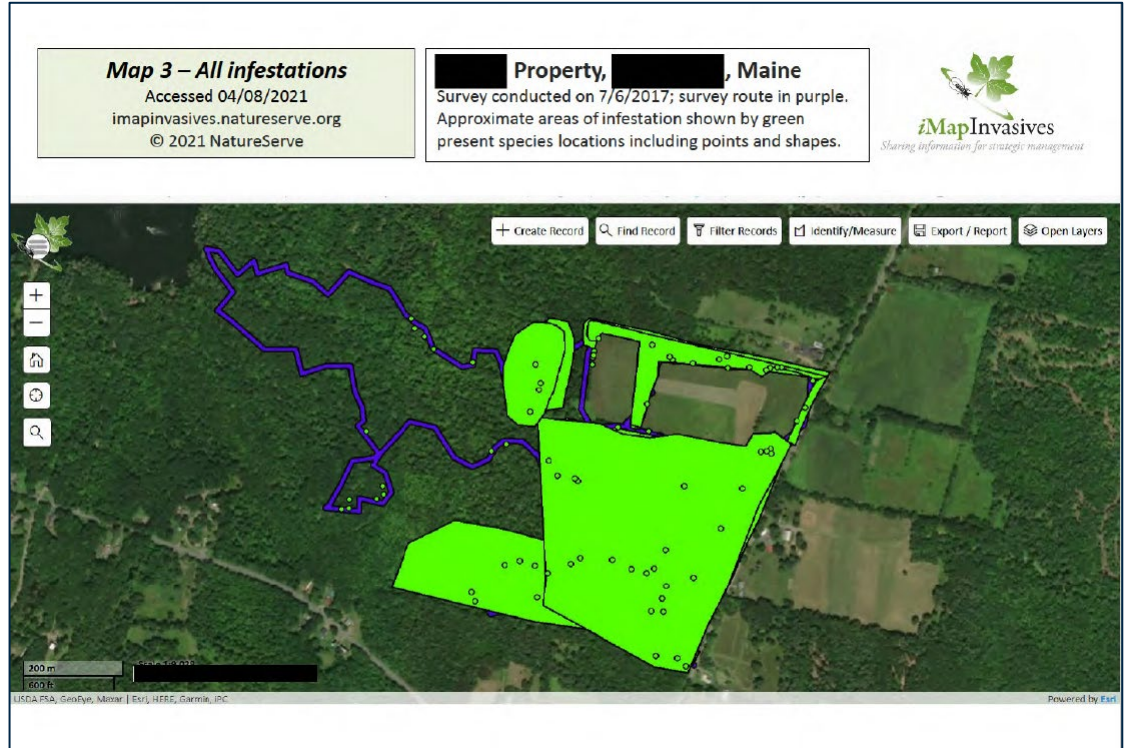 Map 3 – All infestations
Accessed 04/08/2021
imapinvasives.natureserve.org
© 2021 NatureServe
Property, , Maine
Survey conducted on 7/6/2017; survey route in purple.
Approximate areas of infestation shown by green
present species locations including points and shapes.
iMapInvasives
Sharing information for strategic management
+ Create Record
Find Record
Filter Records
Identify/Measure
Export / Report
Open Layers
+
−
200 m
600 ft
USDA FSA, GeoEye, Maxar | Esri, HERE, Garmin, iPC
Powered by Esri